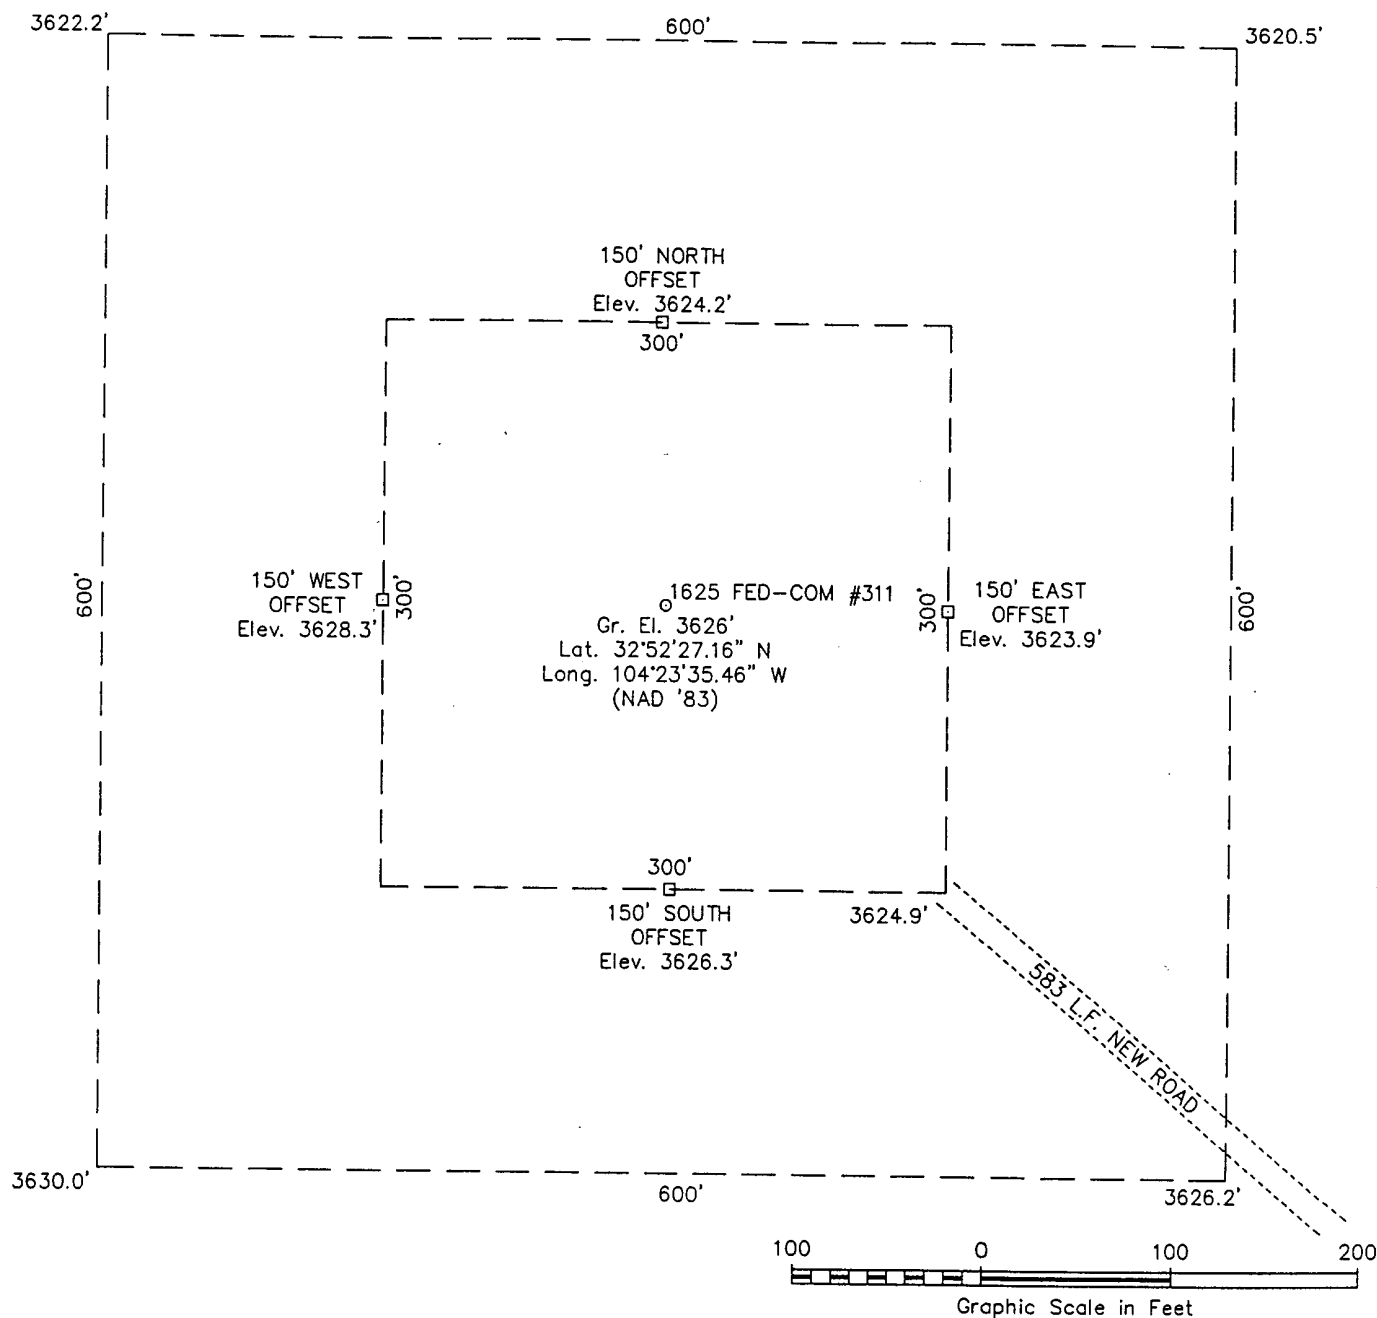 3622.2'
600'
3620.5'
150' NORTH
OFFSET
Elev. 3624.2'
300'
600'
150' WEST
OFFSET
Elev. 3628.3'
300'
1625 FED-COM #311
Gr. El. 3626'
Lat. 32°52'27.16" N
Long. 104°23'35.46" W
(NAD '83)
300'
150' EAST
OFFSET
Elev. 3623.9'
600'
300'
150' SOUTH
OFFSET
Elev. 3626.3'
3624.9'
583 L.F. NEW ROAD
3630.0'
600'
3626.2'
100 0 100 200
Graphic Scale in Feet